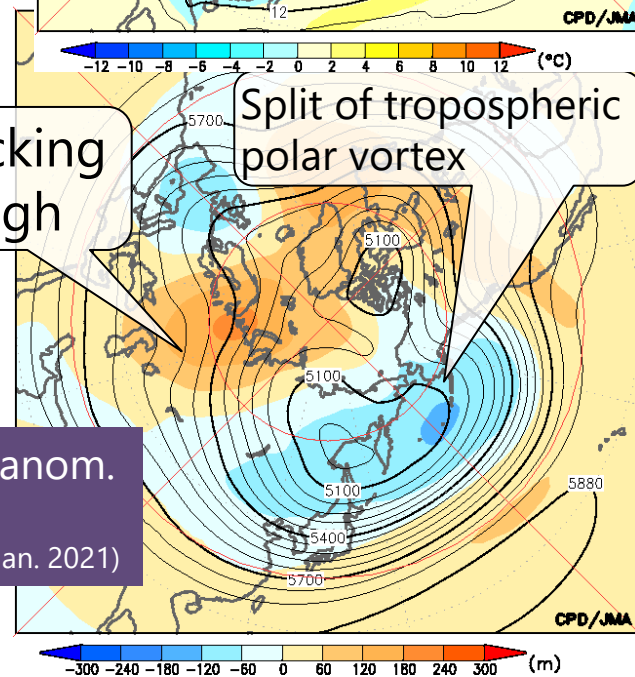 12
CPD/JMA
-12 -10 -8 -6 -4 -2 0 2 4 6 8 10 12 (°C)
Split of tropospheric
polar vortex
cking
gh
5700
5100
5100
5100
5400
5700
5880
anom.
an. 2021)
CPD/JMA
-300 -240 -180 -120 -60 0 60 120 180 240 300 (m)